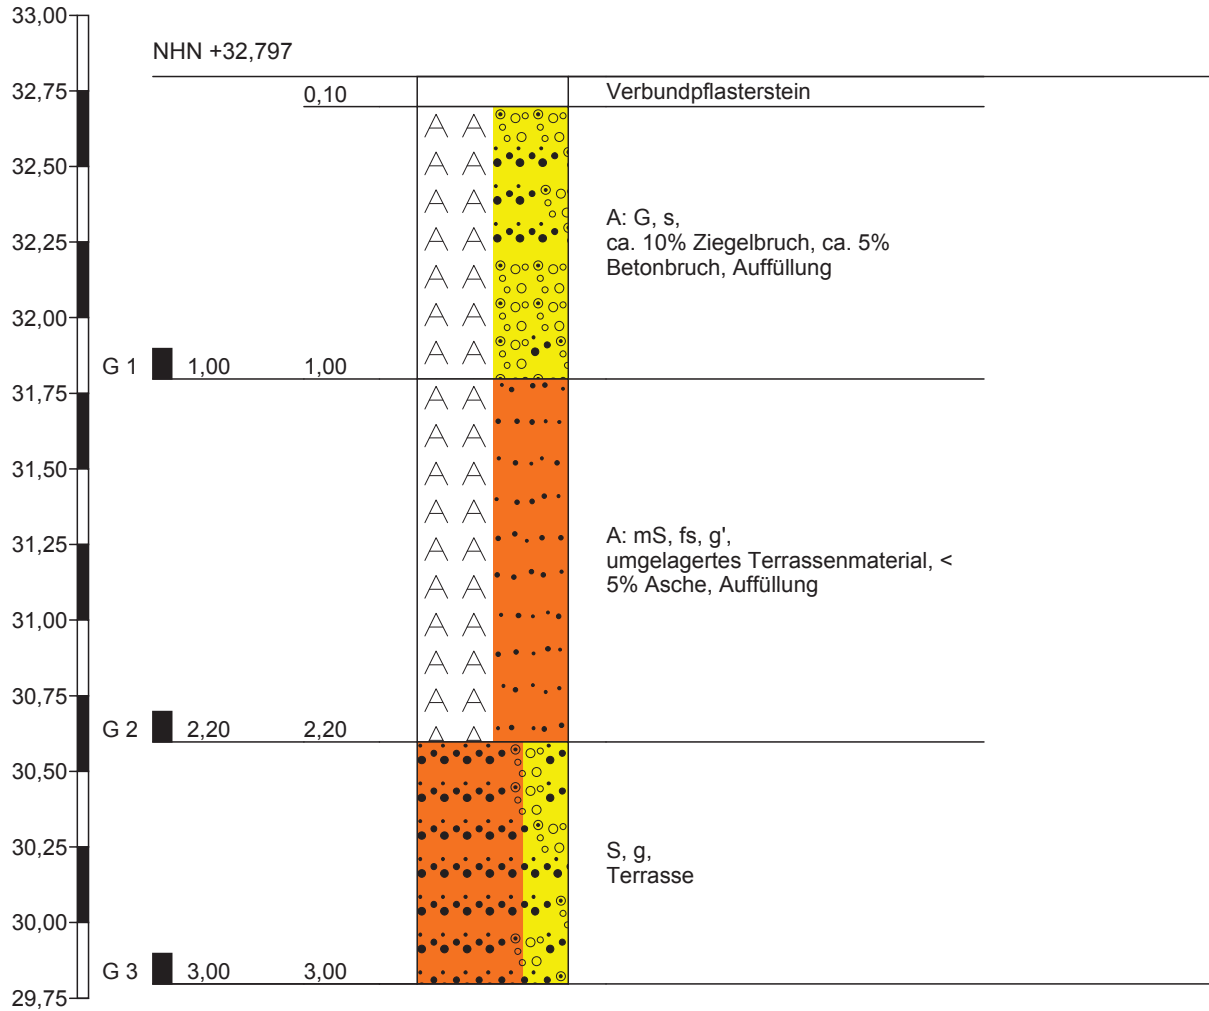 33,00
NHN +32,797
32,75
0,10
Verbundpflasterstein
A A
A A
32,50
A A
A A
A: G, s,
32,25
ca. 10% Ziegelbruch, ca. 5%
Betonbruch, Auffüllung
A A
A A
32,00
A A
G 1 1,00 1,00
31,75
A A
A A
31,50
A A
A A
31,25
A: mS, fs, g',
umgelagertes Terrassenmaterial, <
5% Asche, Auffüllung
A A
A A
31,00
A A
A A
30,75
A A
G 2 2,20 2,20
A A
30,50
30,25
S, g,
Terrasse
30,00
G 3 3,00 3,00
29,75